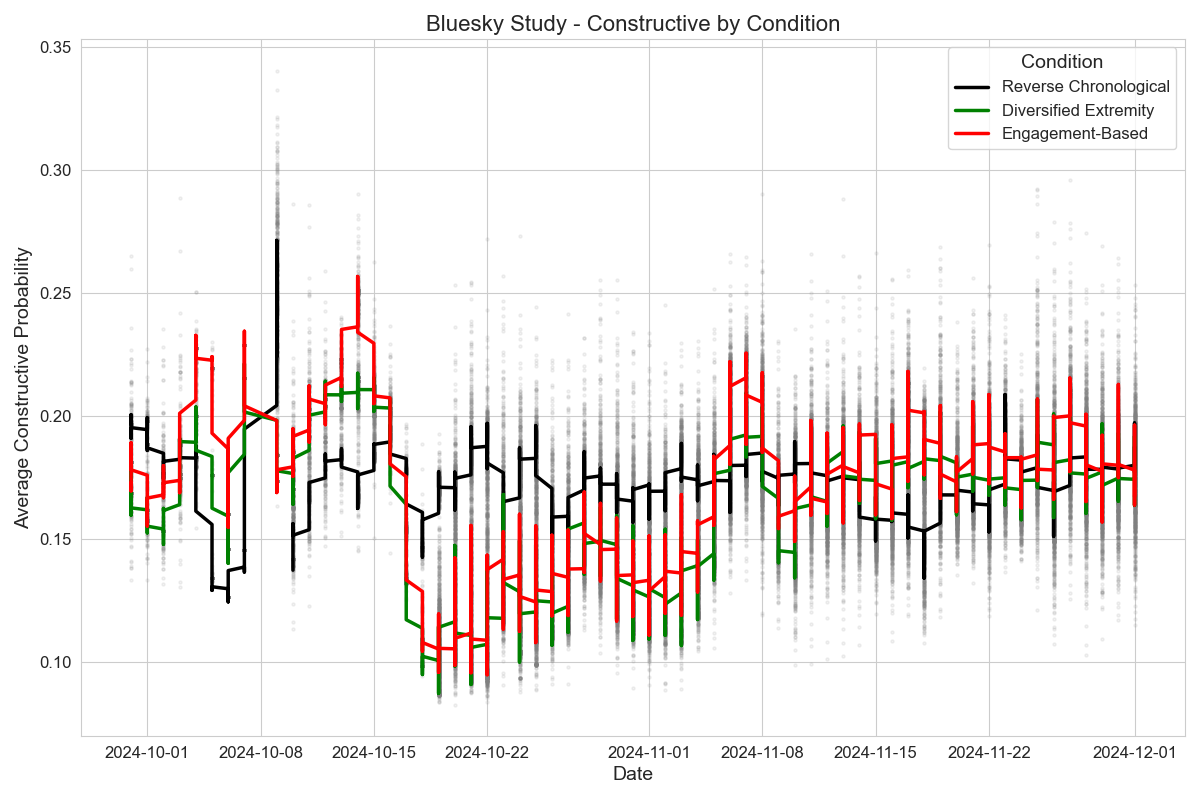 Bluesky Study - Constructive by Condition
Average Constructive Probability
0.35
0.30
0.25
0.20
0.15
0.10
Condition
Reverse Chronological
Diversified Extremity
Engagement-Based
2024-10-01 2024-10-08 2024-10-15 2024-10-22 2024-11-01 2024-11-08 2024-11-15 2024-11-22 2024-12-01
Date